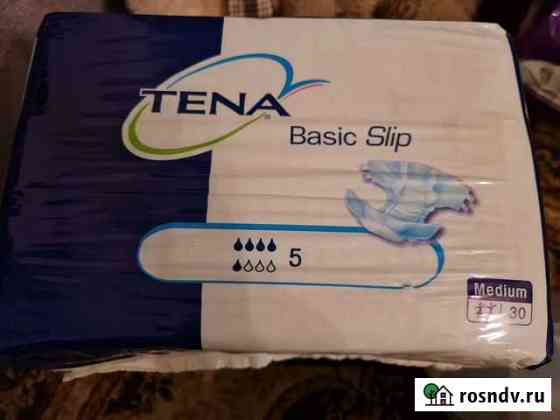 TENA
Basic Slip
5
Medium
30
rosndv.ru